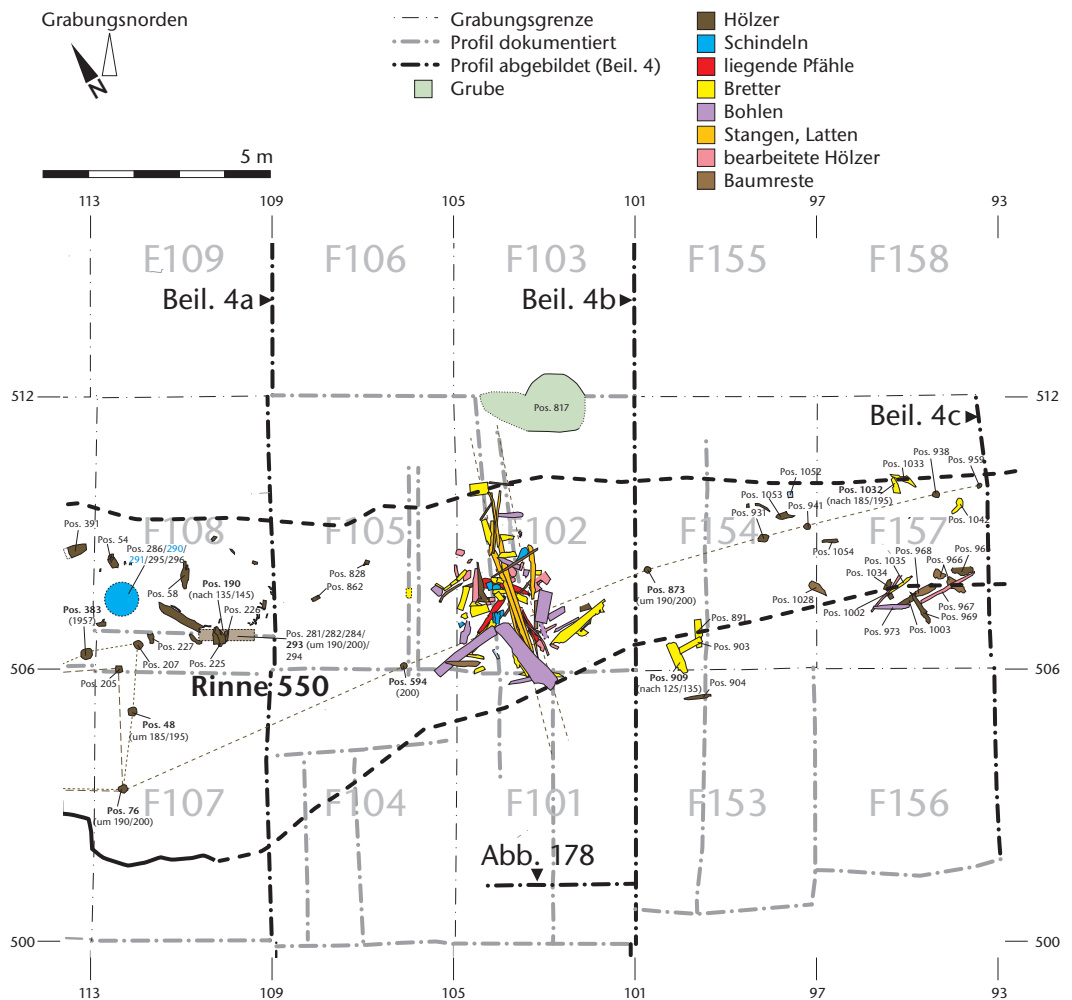 Grabungsnorden
N
5 m
Grabungsgrenze
Profil dokumentiert
Profil abgebildet (Beil. 4)
Grube
Hölzer
Schindeln
liegende Pfähle
Bretter
Bohlen
Stangen, Latten
bearbeitete Hölzer
Baumreste
113
109
105
101
97
93
F109
F106
F103
F155
F158
Beil. 4a
Beil. 4b
512
512
Pos. 817
Beil. 4c
Pos. 938
Pos. 959
Pos. 1033
Pos. 1052
Pos. 1032
(nach 185/195)
Pos. 1053
Pos. 941
Pos. 931
Pos. 1042
Pos. 391
Pos. 54
F108
F105
F102
F154
F157
Pos. 286/290/
291/295/296
Pos. 1054
Pos. 968
Pos. 1035
Pos. 966
Pos. 1034
Pos. 828
Pos. 862
Pos. 873
(um 190/200)
Pos. 58
Pos. 190
(nach 135/145)
Pos. 226
Pos. 383
(195?)
Pos. 1028
Pos. 1002
Pos. 967
Pos. 969
Pos. 1003
Pos. 973
Pos. 891
Pos. 903
Pos. 281/282/284/
293 (um 190/200)/
294
Pos. 227
Pos. 207
Pos. 225
506
506
Pos. 205
Rinne 550
Pos. 594
(200)
Pos. 909
(nach 125/135)
Pos. 904
Pos. 48
(um 185/195)
Pos. 76
(um 190/200)
F107
F104
F101
F153
F156
Abb. 178
500
500
113
109
105
101
97
93